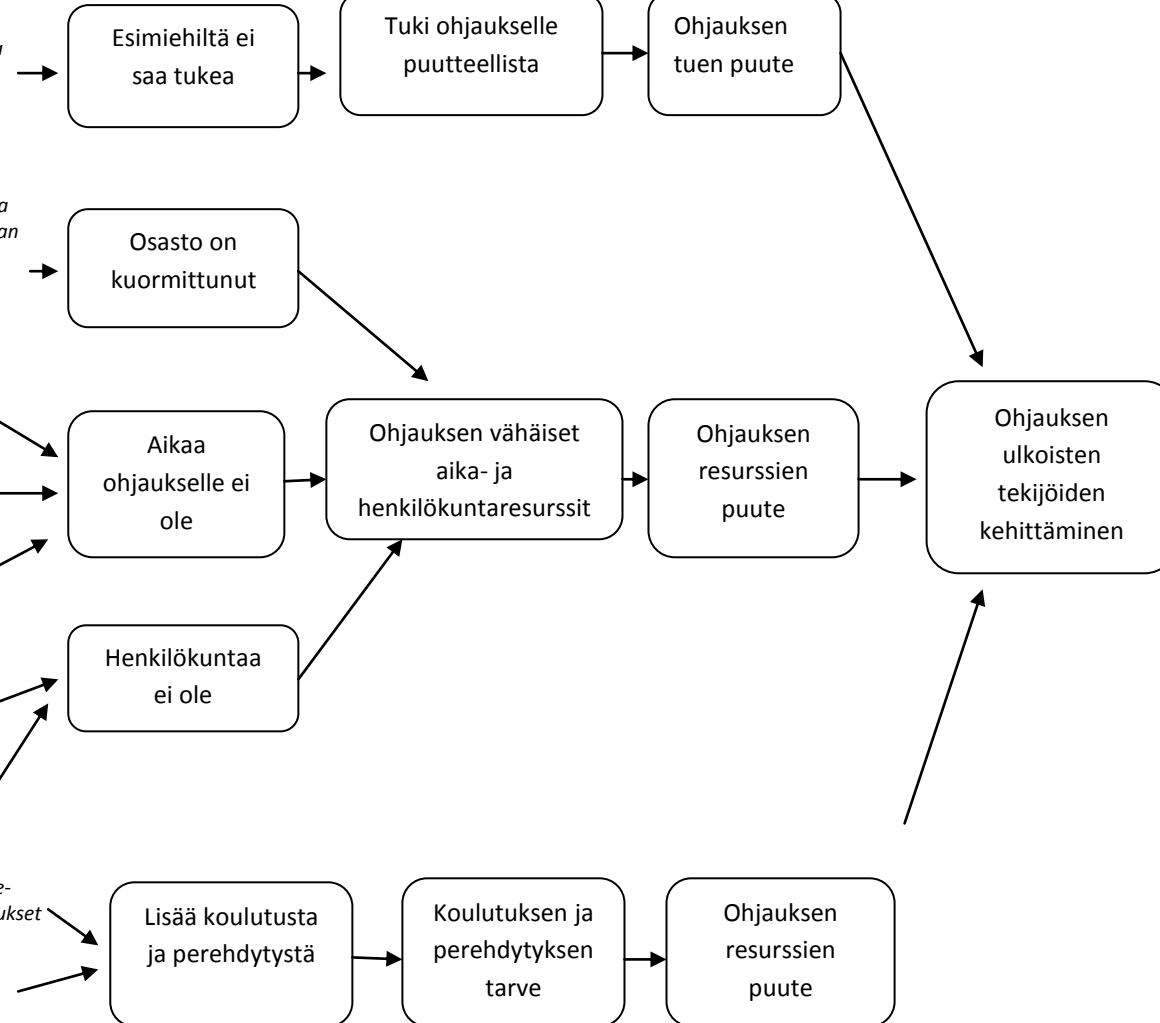 Esimiehiltä ei
saa tukea
Tuki ohjaukselle
puutteellista
Ohjauksen
tuen puute
Osasto on
kuormittunut
Aikaa
ohjaukselle ei
ole
Ohjauksen vähäiset
aika- ja
henkilökuntaresurssit
Ohjauksen
resurssien
puute
Ohjauksen
ulkoisten
tekijöiden
kehittäminen
Henkilökuntaa
ei ole
Lisää koulutusta
ja perehdytystä
Koulutuksen ja
perehdytyksen
tarve
Ohjauksen
resurssien
puute